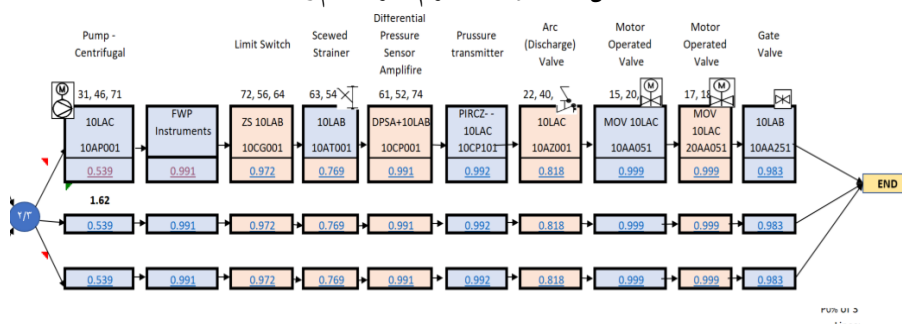 Pump -
Centrifugal
Limit Switch
Scewed
Strainer
Differential
Pressure
Sensor
Amplifire
Prussure
transmitter
Arc
(Discharge)
Valve
Motor
Operated
Valve
Motor
Operated
Valve
Gate
Valve
31, 46, 71
72, 56, 64
63, 54
61, 52, 74
22, 40,
15, 20,
17, 18
M
M
M
10LAC
10AP001
0.539
FWP
Instruments
0.991
ZS 10LAB
10CG001
0.972
10LAB
10AT001
0.769
DPSA+10LAB
10CP001
0.991
PIRCZ--
10LAC
10CP101
0.992
10LAC
10AZ001
0.818
MOV 10LAC
10AA051
0.999
MOV
10LAC
20AA051
0.999
10LAB
10AA251
0.983
END
۲/۳
1.62
0.539 0.991 0.972 0.769 0.991 0.992 0.818 0.999 0.999 0.983
0.539 0.991 0.972 0.769 0.991 0.992 0.818 0.999 0.999 0.983